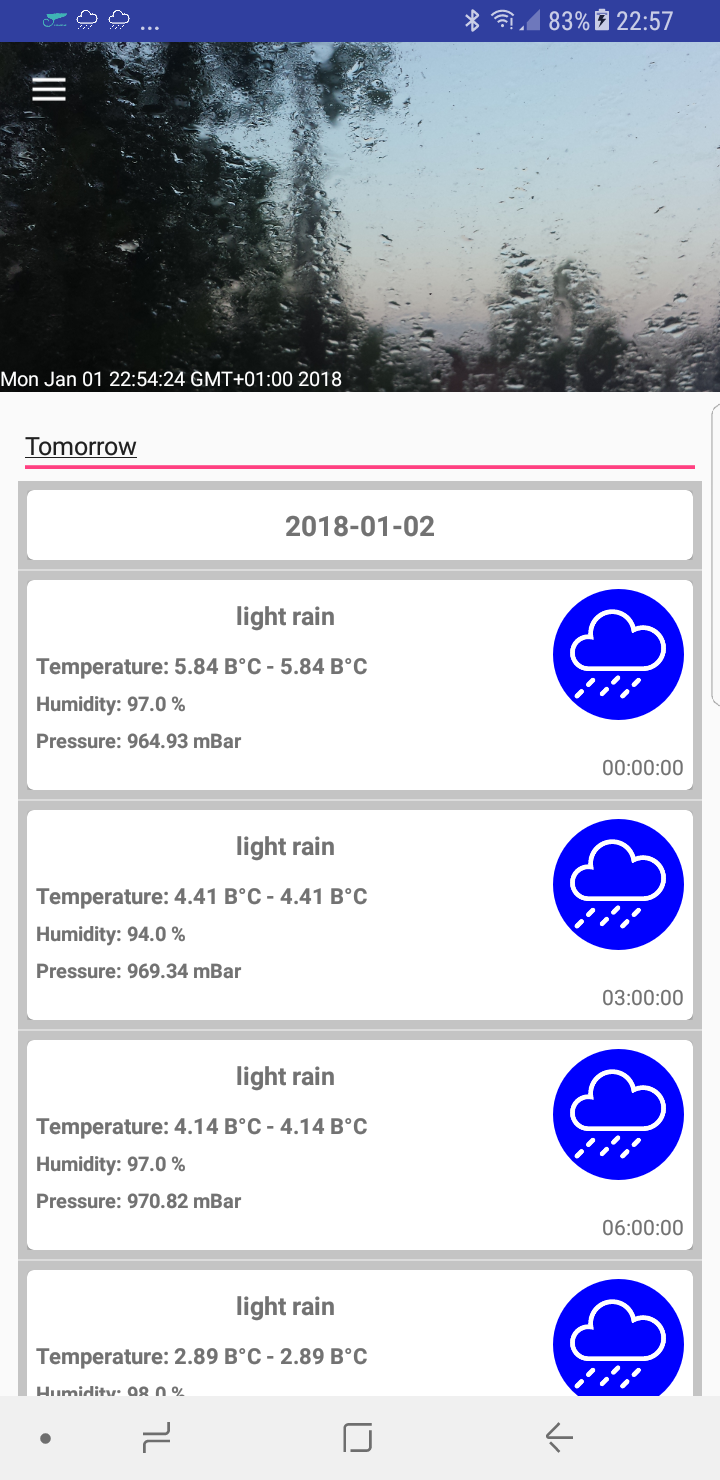 ... 83% 22:57
Mon Jan 01 22:54:24 GMT+01:00 2018
Tomorrow
2018-01-02
light rain
Temperature: 5.84 B°C - 5.84 B°C
Humidity: 97.0 %
Pressure: 964.93 mBar
00:00:00
light rain
Temperature: 4.41 B°C - 4.41 B°C
Humidity: 94.0 %
Pressure: 969.34 mBar
03:00:00
light rain
Temperature: 4.14 B°C - 4.14 B°C
Humidity: 97.0 %
Pressure: 970.82 mBar
06:00:00
light rain
Temperature: 2.89 B°C - 2.89 B°C
Humidity: 98.0 %